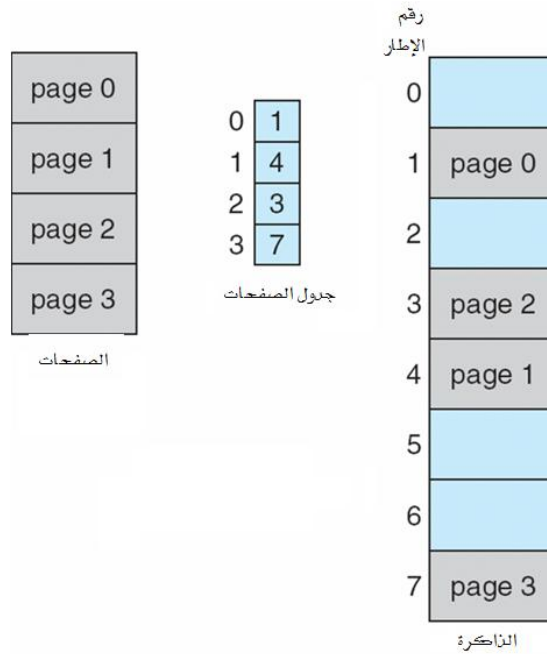 page 0
page 1
page 2
page 3
الصفحات
0 1
1 4
2 3
3 7
جدول الصفحات
رقم
الإطار
0
1 page 0
2
3 page 2
4 page 1
5
6
7 page 3
الذاكرة